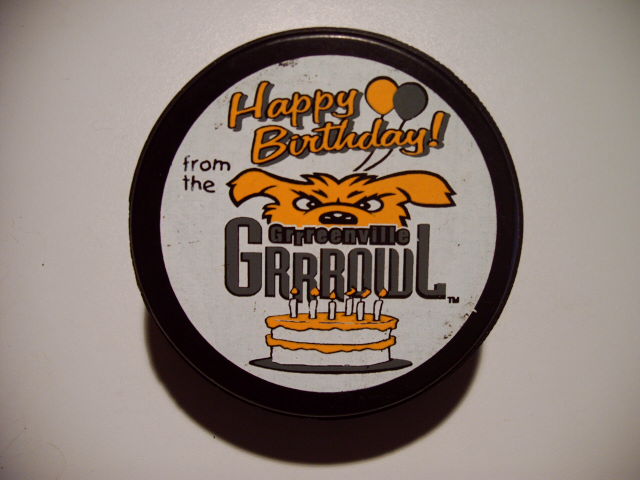 Happy
Birthday!
from
the
Grrreenville
GRRROWL
TM